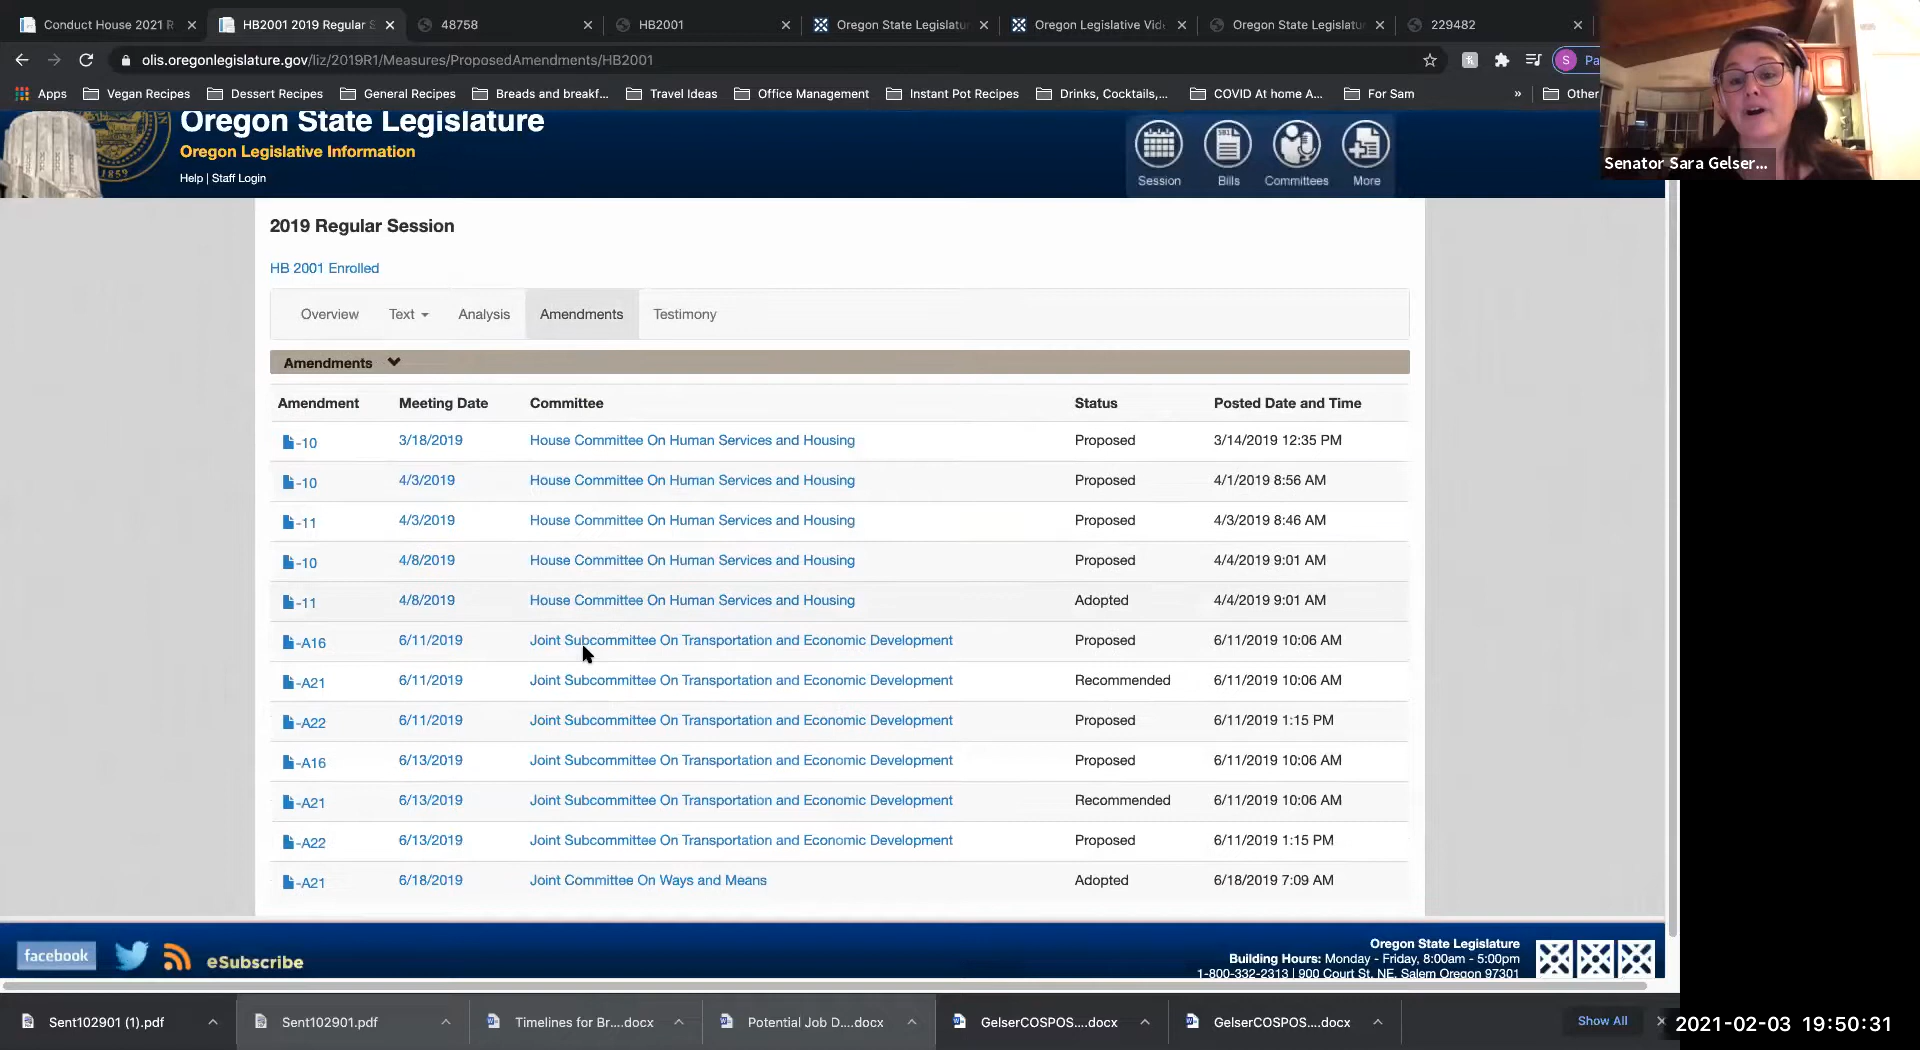 Conduct House 2021 R
HB2001 2019 Regular S
48758
HB2001
Oregon State Legislatur
Oregon Legislative Vid
Oregon State Legislatur
229482
olis.oregonlegislature.gov/liz/2019R1/Measures/ProposedAmendments/HB2001
S Pa
Apps
Vegan Recipes
Dessert Recipes
General Recipes
Breads and breakf...
Travel Ideas
Office Management
Instant Pot Recipes
Drinks, Cocktails,...
COVID At home A...
For Sam
»
Other
Senator Sara Gelser...
Oregon State Legislature
Oregon Legislative Information
Help | Staff Login
1859
Session
Bills
Committees
More
2019 Regular Session
HB 2001 Enrolled
Overview Text Analysis Amendments Testimony
Amendments
Amendment Meeting Date Committee Status Posted Date and Time
-10 3/18/2019 House Committee On Human Services and Housing Proposed 3/14/2019 12:35 PM
-10 4/3/2019 House Committee On Human Services and Housing Proposed 4/1/2019 8:56 AM
-11 4/3/2019 House Committee On Human Services and Housing Proposed 4/3/2019 8:46 AM
-10 4/8/2019 House Committee On Human Services and Housing Proposed 4/4/2019 9:01 AM
-11 4/8/2019 House Committee On Human Services and Housing Adopted 4/4/2019 9:01 AM
-A16 6/11/2019 Joint Subcommittee On Transportation and Economic Development Proposed 6/11/2019 10:06 AM
-A21 6/11/2019 Joint Subcommittee On Transportation and Economic Development Recommended 6/11/2019 10:06 AM
-A22 6/11/2019 Joint Subcommittee On Transportation and Economic Development Proposed 6/11/2019 1:15 PM
-A16 6/13/2019 Joint Subcommittee On Transportation and Economic Development Proposed 6/11/2019 10:06 AM
-A21 6/13/2019 Joint Subcommittee On Transportation and Economic Development Recommended 6/11/2019 10:06 AM
-A22 6/13/2019 Joint Subcommittee On Transportation and Economic Development Proposed 6/11/2019 1:15 PM
-A21 6/18/2019 Joint Committee On Ways and Means Adopted 6/18/2019 7:09 AM
facebook
eSubscribe
Oregon State Legislature
Building Hours: Monday - Friday, 8:00am - 5:00pm
1-800-332-2313 | 900 Court St. NE, Salem Oregon 97301
Sent102901 (1).pdf
Sent102901.pdf
Timelines for Br....docx
Potential Job D....docx
GelserCOSPOS....docx
GelserCOSPOS....docx
Show All
2021-02-03 19:50:31